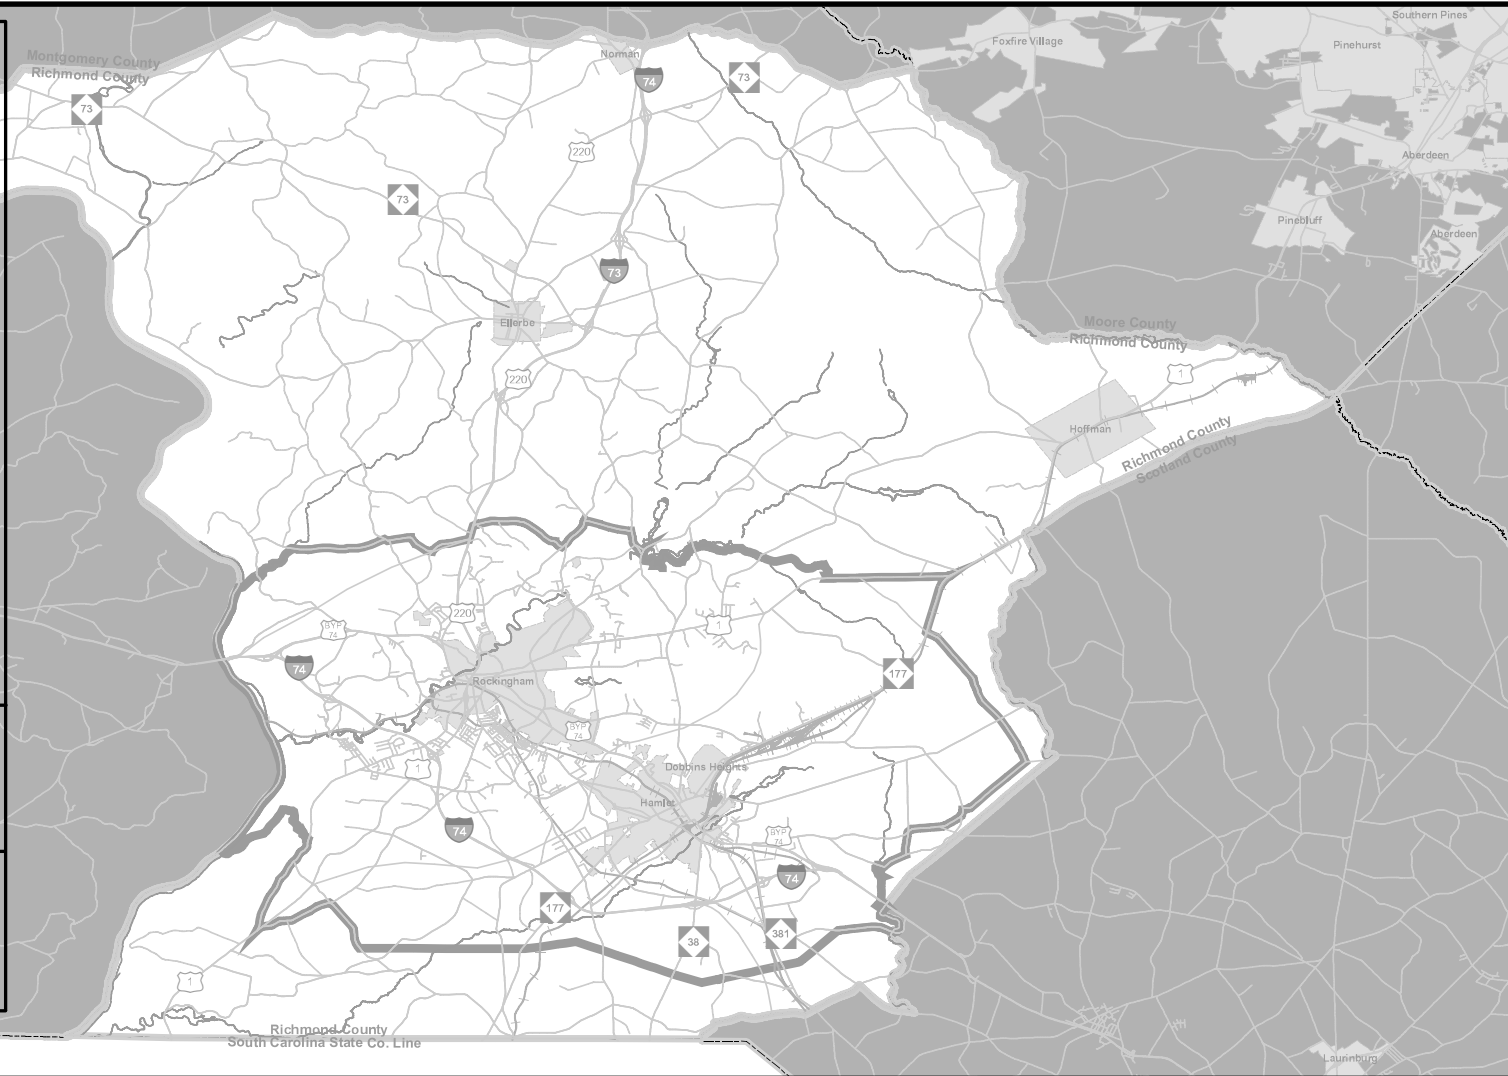 Southern Pines
Foxfire Village
Pinehurst
Norman
Montgomery County
Richmond County
74
73
73
220
Aberdeen
73
Pinebluff
Aberdeen
73
Ellerbe
Moore County
Richmond County
220
1
Hoffman
Richmond County
Scotland County
220
BYP
74
1
74
177
Rockingham
BYP
74
1
Dobbins Heights
Hamlet
74
BYP
74
74
177
38
381
1
Richmond County
South Carolina State Co. Line
Laurinburg